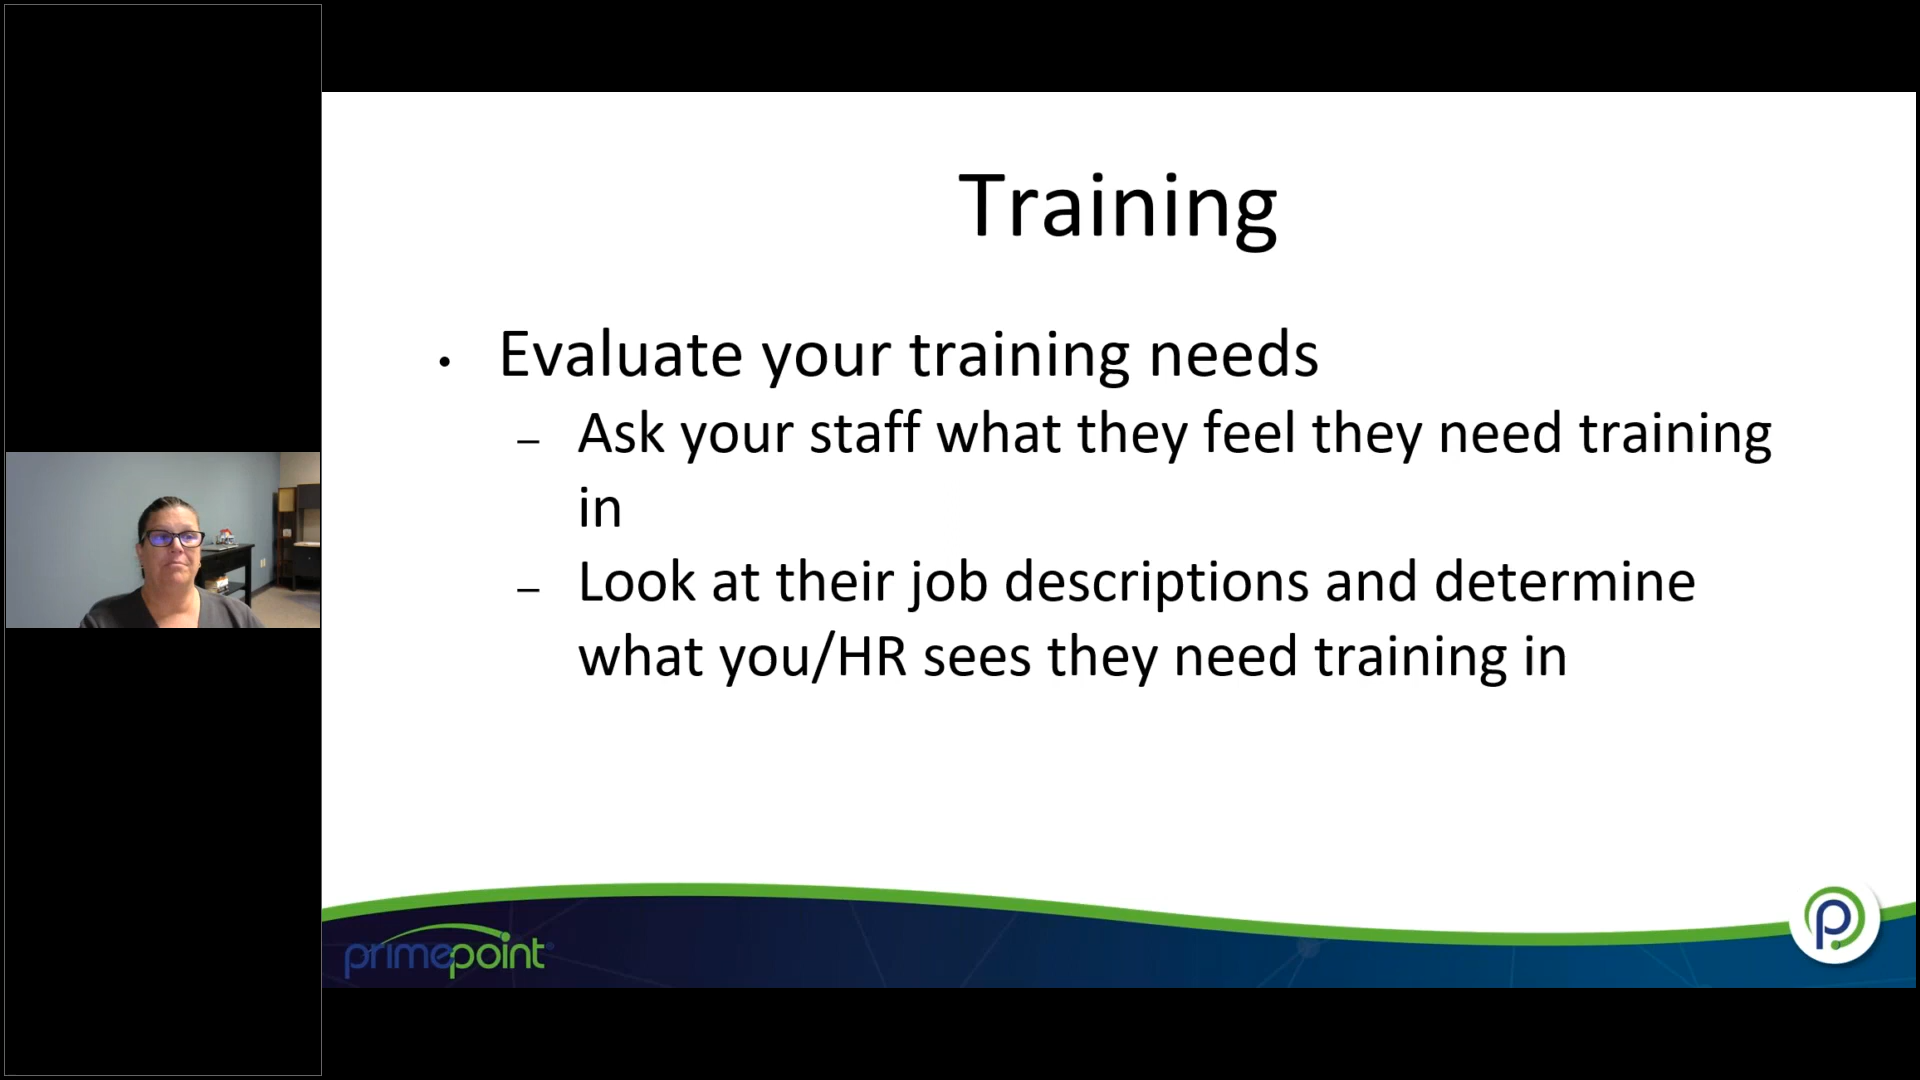 Training
• Evaluate your training needs
– Ask your staff what they feel they need training
in
– Look at their job descriptions and determine
what you/HR sees they need training in
primepoint®
p